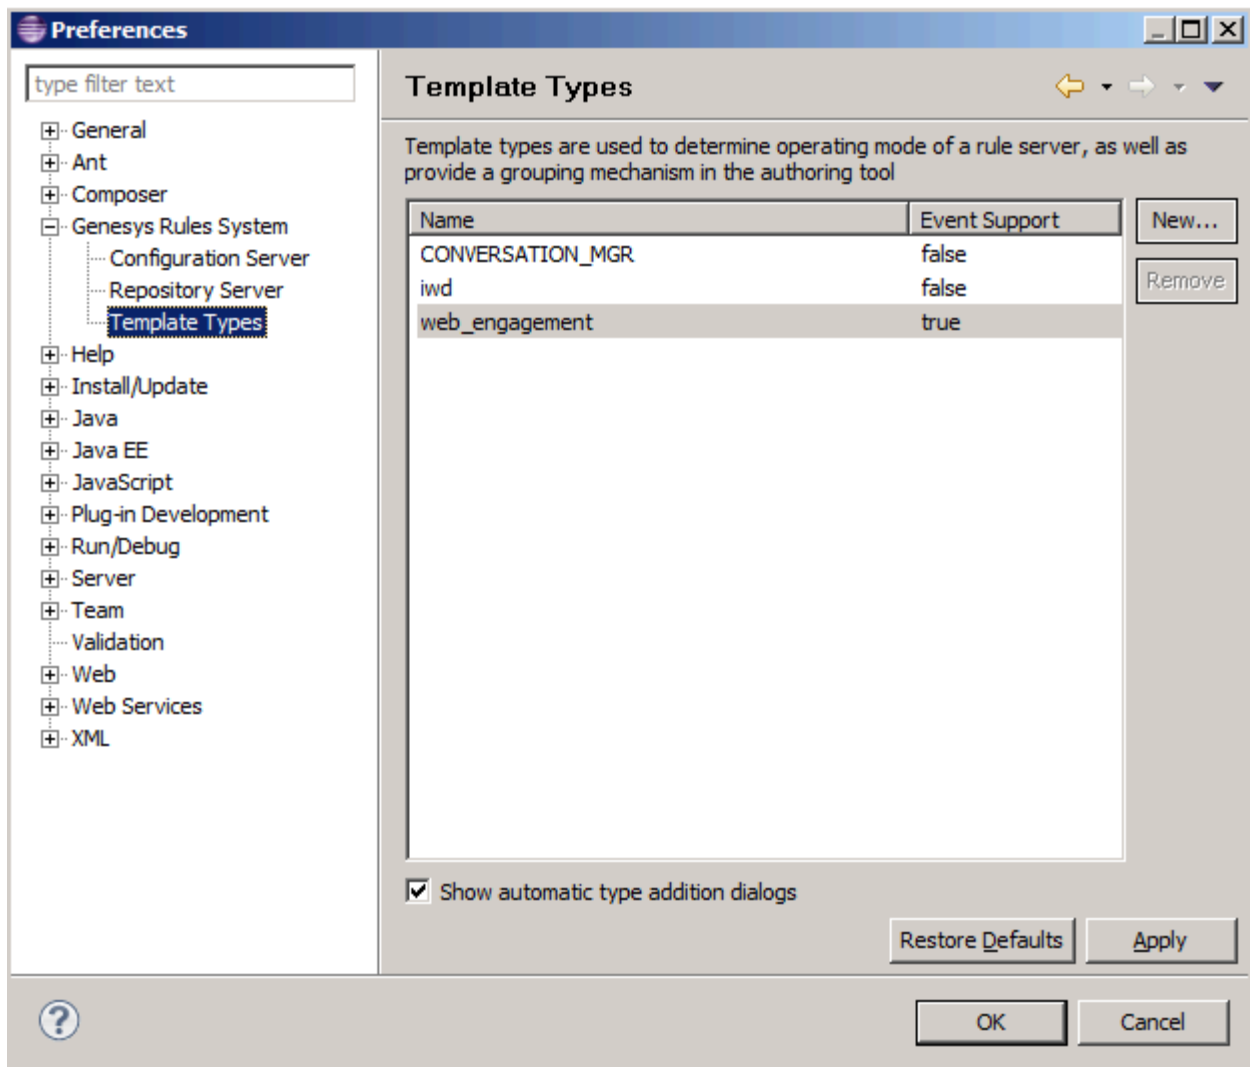 Preferences
type filter text
General
Ant
Composer
Genesys Rules System
Configuration Server
Repository Server
Template Types
Help
Install/Update
Java
Java EE
JavaScript
Plug-in Development
Run/Debug
Server
Team
Validation
Web
Web Services
XML
Template Types
Template types are used to determine operating mode of a rule server, as well as
provide a grouping mechanism in the authoring tool
Name Event Support
CONVERSATION_MGR false
iwd false
web_engagement true
New...
Remove
Show automatic type addition dialogs
Restore Defaults Apply
OK Cancel